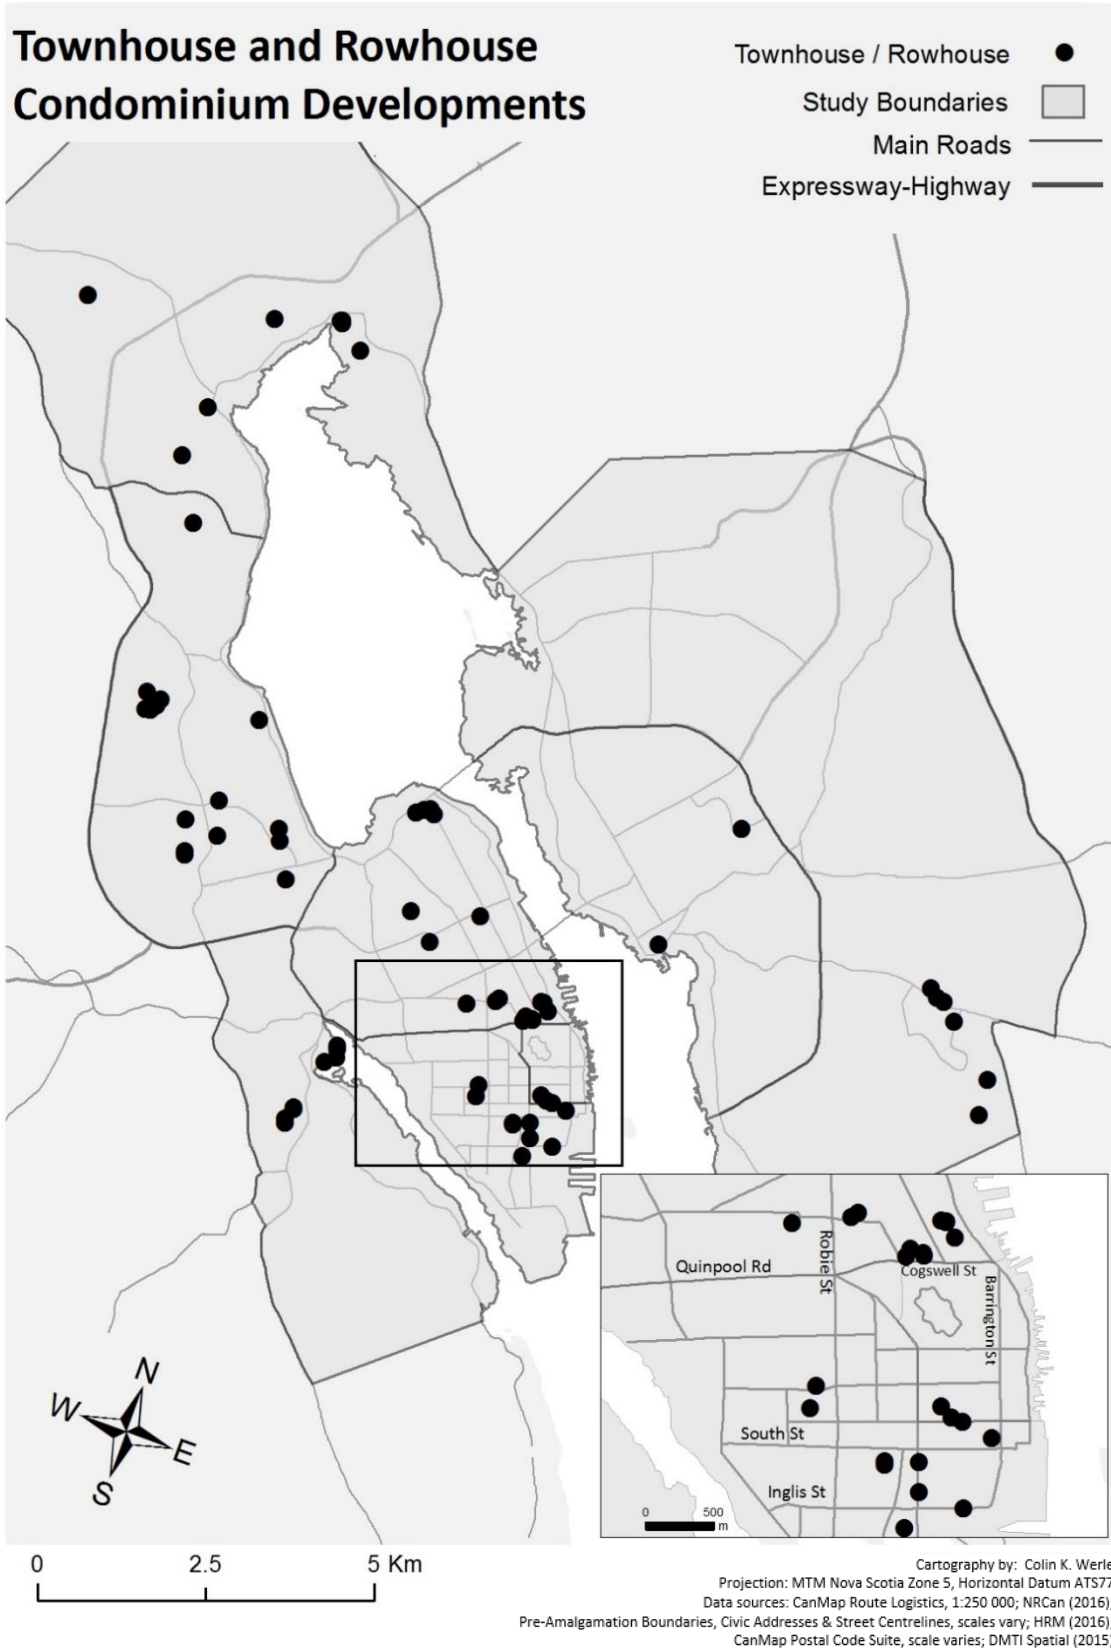 Townhouse and Rowhouse
Condominium Developments
Townhouse / Rowhouse
Study Boundaries
Main Roads
Expressway-Highway
Quinpool Rd
Robie St
Cogswell St
Barrington St
South St
Inglis St
0 500
m
N
W
E
S
0 2.5 5 Km
Cartography by: Colin K. Werle
Projection: MTM Nova Scotia Zone 5, Horizontal Datum ATS77
Data sources: CanMap Route Logistics, 1:250 000; NRCan (2016),
Pre-Amalgamation Boundaries, Civic Addresses & Street Centrelines, scales vary; HRM (2016),
CanMap Postal Code Suite, scale varies; DMTI Spatial (2015)